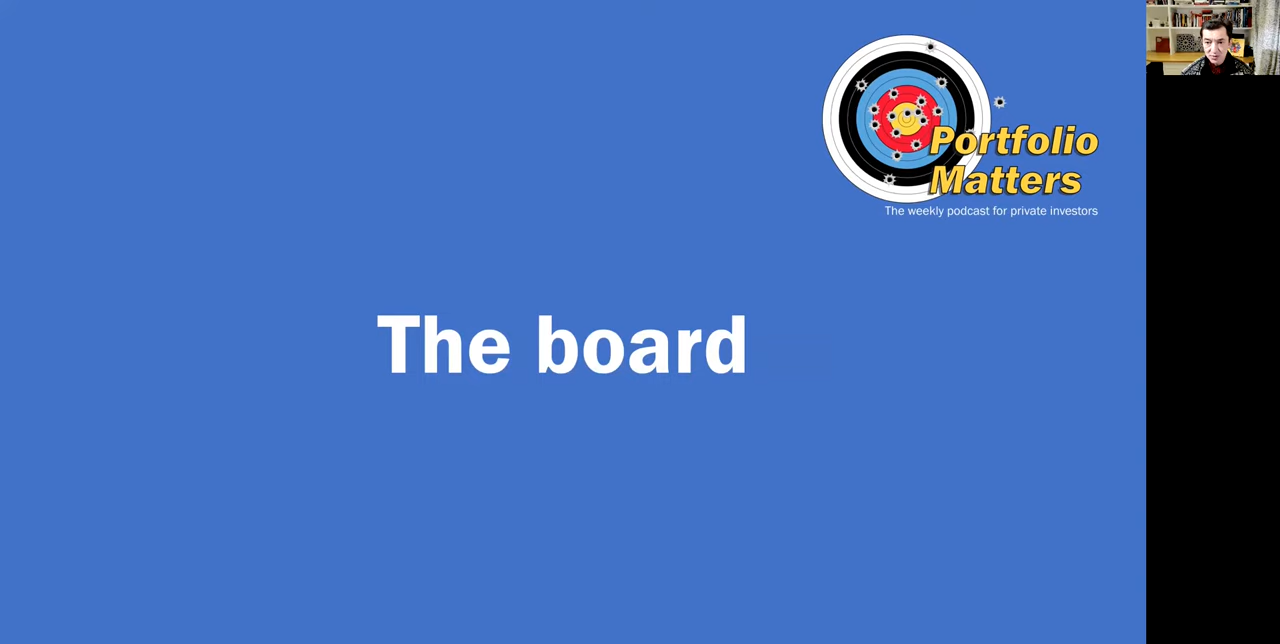 Portfolio
Matters
The weekly podcast for private investors
The board